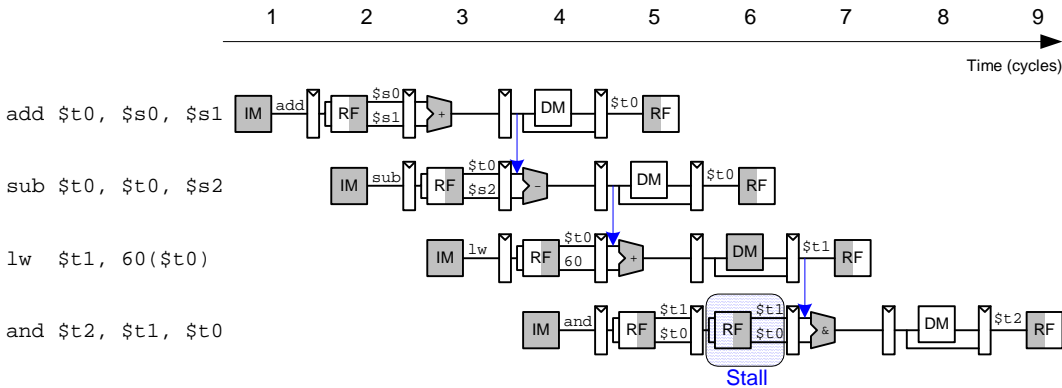 1 2 3 4 5 6 7 8 9
Time (cycles)
add $t0, $s0, $s1 IM add RF $s0 $s1 + DM $t0 RF
sub $t0, $t0, $s2 IM sub RF $t0 $s2 - DM $t0 RF
lw $t1, 60($t0) IM lw RF $t0 60 + DM $t1 RF
and $t2, $t1, $t0 IM and RF $t1 $t0 RF $t1 $t0 & DM $t2 RF
Stall